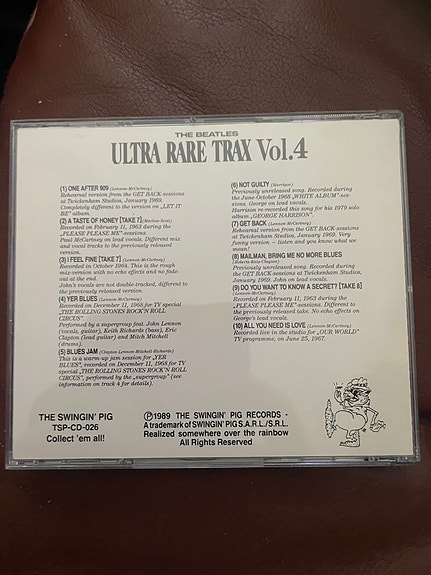 THE BEATLES
ULTRA RARE TRAX Vol.4
(1) ONE AFTER 909 (Lennon-McCartney)
Rehearsal version from the GET BACK-sessions
at Twickenham Studios, January 1969.
Completely different to the version on „LET IT
BE" album.
(2) A TASTE OF HONEY [TAKE 7] (Marlow-Scott)
Recorded on February 11, 1963 during the
„PLEASE PLEASE ME"-sessions.
Paul McCartney on lead vocals. Different mix
and vocal tracks to the previously released
version.
(3) I FEEL FINE [TAKE 7] (Lennon-McCartney)
Recorded in October 1964. This is the rough
mix-version with no echo effects and no fade-
out at the end.
John's vocals are not double-tracked, different to
the previously released version.
(4) YER BLUES (Lennon-McCartney)
Recorded on December 11, 1968 for TV special
„THE ROLLING STONES ROCK'N ROLL
CIRCUS".
Performed by a supergroup feat. John Lennon
(vocals, guitar), Keith Richards (bass), Eric
Clapton (lead guitar) and Mitch Mitchell
(drums).
(5) BLUES JAM (Clapton-Lennon-Mitchell-Richards)
This is a warm-up jam session for „YER
BLUES", recorded on December 11, 1968 for TV
special „THE ROLLING STONES ROCK'N ROLL
CIRCUS", performed by the „supergroup" (see
information on track 4 for details).
(6) NOT GUILTY (Harrison)
Previously unreleased song. Recorded during
the June-October 1968 „WHITE ALBUM"-ses-
sions. George on lead vocals.
Harrison re-recorded this song for his 1979 solo
album „GEORGE HARRISON".
(7) GET BACK (Lennon-McCartney)
Rehearsal version from the GET BACK-sessions
at Twickenham Studios, January 1969. Very
funny version – listen and you know what we
mean!
(8) MAILMAN, BRING ME NO MORE BLUES
(Roberts-Katz-Clayton)
Previously unreleased song. Recorded during
the GET BACK-sessions at Twickenham Studios,
January 1969. John on lead vocals.
(9) DO YOU WANT TO KNOW A SECRET? [TAKE 8]
(Lennon-McCartney)
Recorded on February 11, 1963 during the
„PLEASE PLEASE ME"-sessions. Different to the
previously released take. No echo effects on
George's lead vocals.
(10) ALL YOU NEED IS LOVE (Lennon-McCartney)
Recorded live in the studio for „OUR WORLD"
TV programme, on June 25, 1967.
THE SWINGIN' PIG
TSP-CD-026
Collect 'em all!
Ⓟ1989 THE SWINGIN' PIG RECORDS -
A trademark of SWINGIN' PIG S.A.R.L./S.R.L.
Realized somewhere over the rainbow
All Rights Reserved